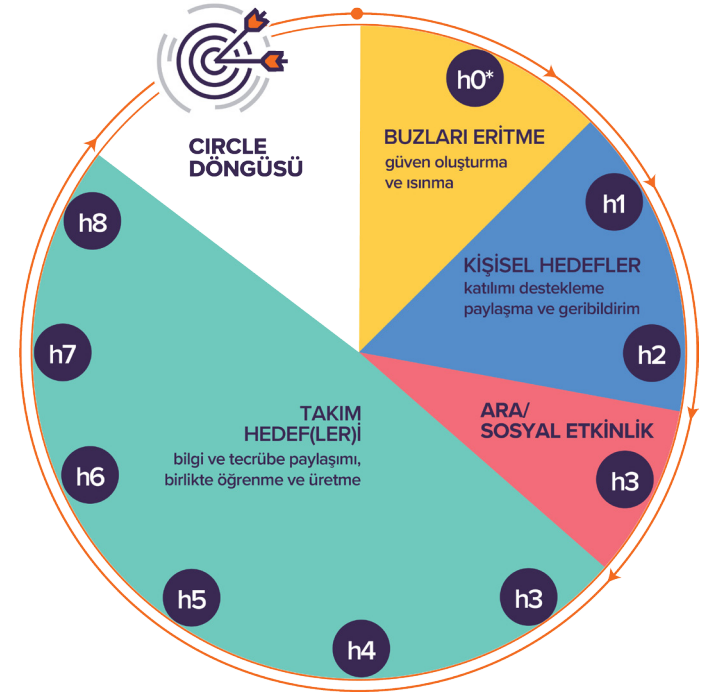 CIRCLE
DÖNGÜSÜ
h0*
BUZLARI ERİTME
güven oluşturma
ve ısınma
h1
KİŞİSEL HEDEFLER
katılımı destekleme
paylaşma ve geribildirim
h2
ARA/
SOSYAL ETKİNLİK
h3
TAKIM
HEDEF(LER)İ
bilgi ve tecrübe paylaşımı,
birlikte öğrenme ve üretme
h3
h4
h5
h6
h7
h8